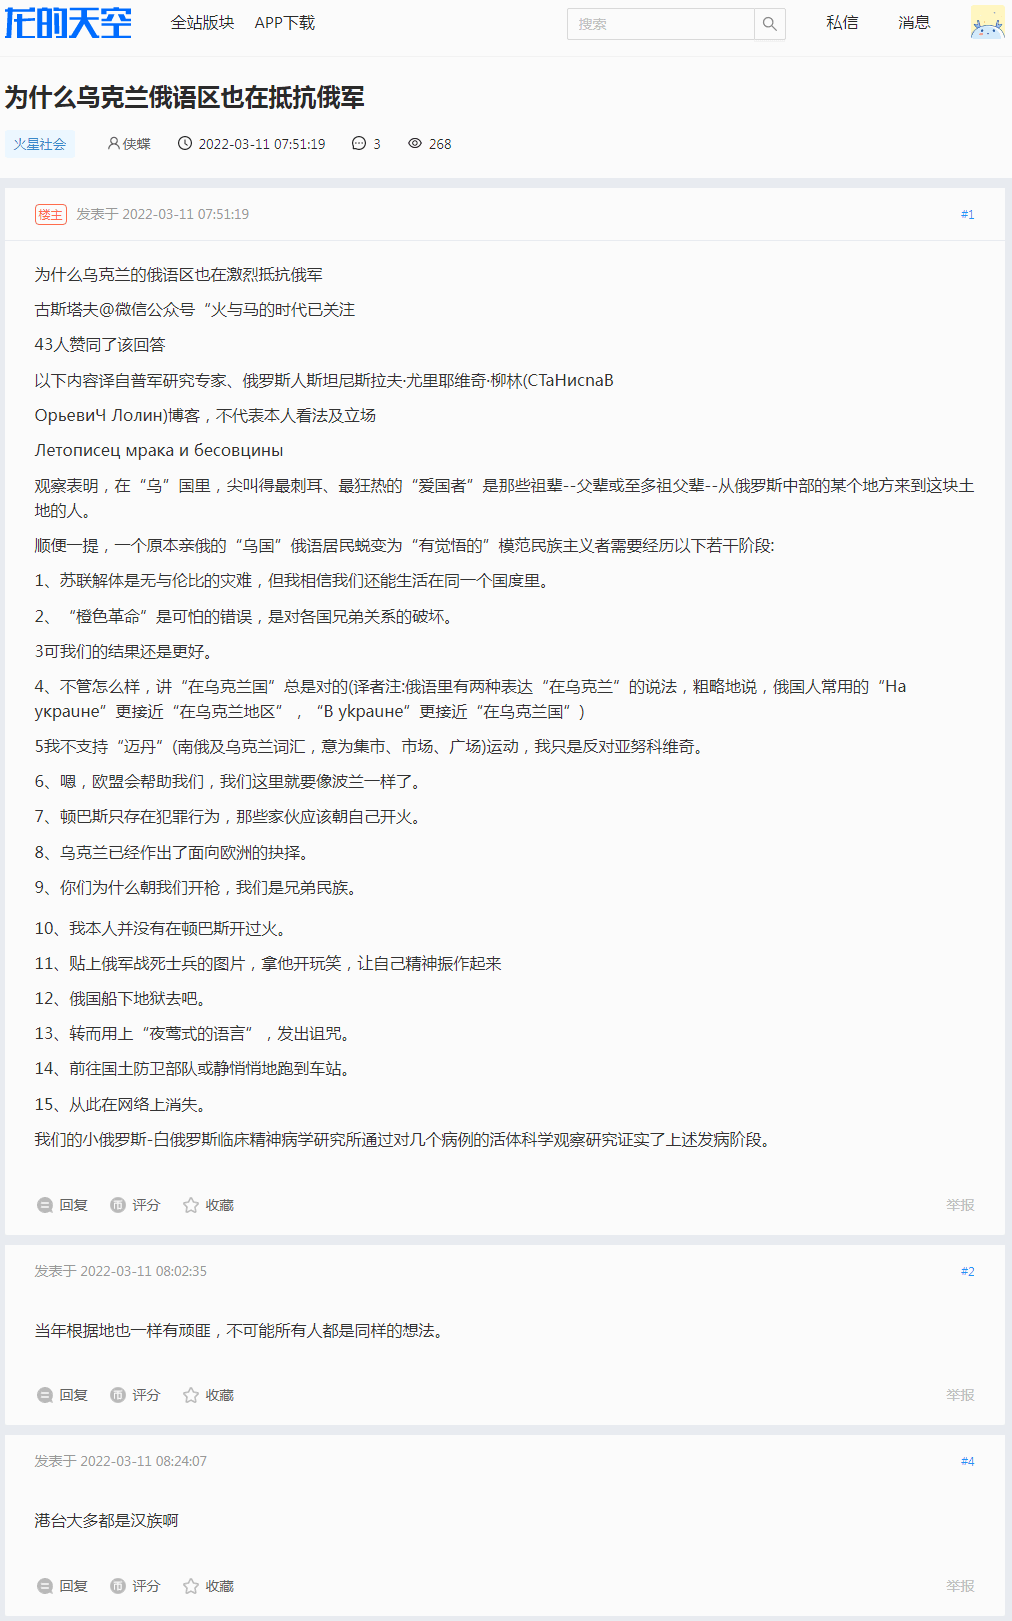 龙的天空
全站版块 APP下载 搜索 私信 消息
为什么乌克兰俄语区也在抵抗俄军
火星社会 侠蝶 2022-03-11 07:51:19 3 268
楼主 发表于 2022-03-11 07:51:19 #1
为什么乌克兰的俄语区也在激烈抵抗俄军
古斯塔夫@微信公众号“火与马的时代已关注
43人赞同了该回答
以下内容译自普军研究专家、俄罗斯人斯坦尼斯拉夫·尤里耶维奇·柳林(СТаНиспаВ
ОрьевиЧ Лолин)博客，不代表本人看法及立场
Летописец мрака и бесовцины
观察表明，在“乌”国里，尖叫得最刺耳、最狂热的“爱国者”是那些祖辈--父辈或至多祖父辈--从俄罗斯中部的某个地方来到这块土
地的人。
顺便一提，一个原本亲俄的“乌国”俄语居民蜕变为“有觉悟的”模范民族主义者需要经历以下若干阶段:
1、苏联解体是无与伦比的灾难，但我相信我们还能生活在同一个国度里。
2、“橙色革命”是可怕的错误，是对各国兄弟关系的破坏。
3可我们的结果还是更好。
4、不管怎么样，讲“在乌克兰国”总是对的(译者注:俄语里有两种表达“在乌克兰”的说法，粗略地说，俄国人常用的“На
украuне”更接近“在乌克兰地区”，“В уkраuне“更接近“在乌克兰国”)
5我不支持“迈丹”(南俄及乌克兰词汇，意为集市、市场、广场)运动，我只是反对亚努科维奇。
6、嗯，欧盟会帮助我们，我们这里就要像波兰一样了。
7、顿巴斯只存在犯罪行为，那些家伙应该朝自己开火。
8、乌克兰已经作出了面向欧洲的抉择。
9、你们为什么朝我们开枪，我们是兄弟民族。
10、我本人并没有在顿巴斯开过火。
11、贴上俄军战死士兵的图片，拿他开玩笑，让自己精神振作起来
12、俄国船下地狱去吧。
13、转而用上“夜莺式的语言”，发出诅咒。
14、前往国土防卫部队或静悄悄地跑到车站。
15、从此在网络上消失。
我们的小俄罗斯-白俄罗斯临床精神病学研究所通过对几个病例的活体科学观察研究证实了上述发病阶段。
回复 评分 收藏 举报
发表于 2022-03-11 08:02:35 #2
当年根据地也一样有顽匪，不可能所有人都是同样的想法。
回复 评分 收藏 举报
发表于 2022-03-11 08:24:07 #4
港台大多都是汉族啊
回复 评分 收藏 举报